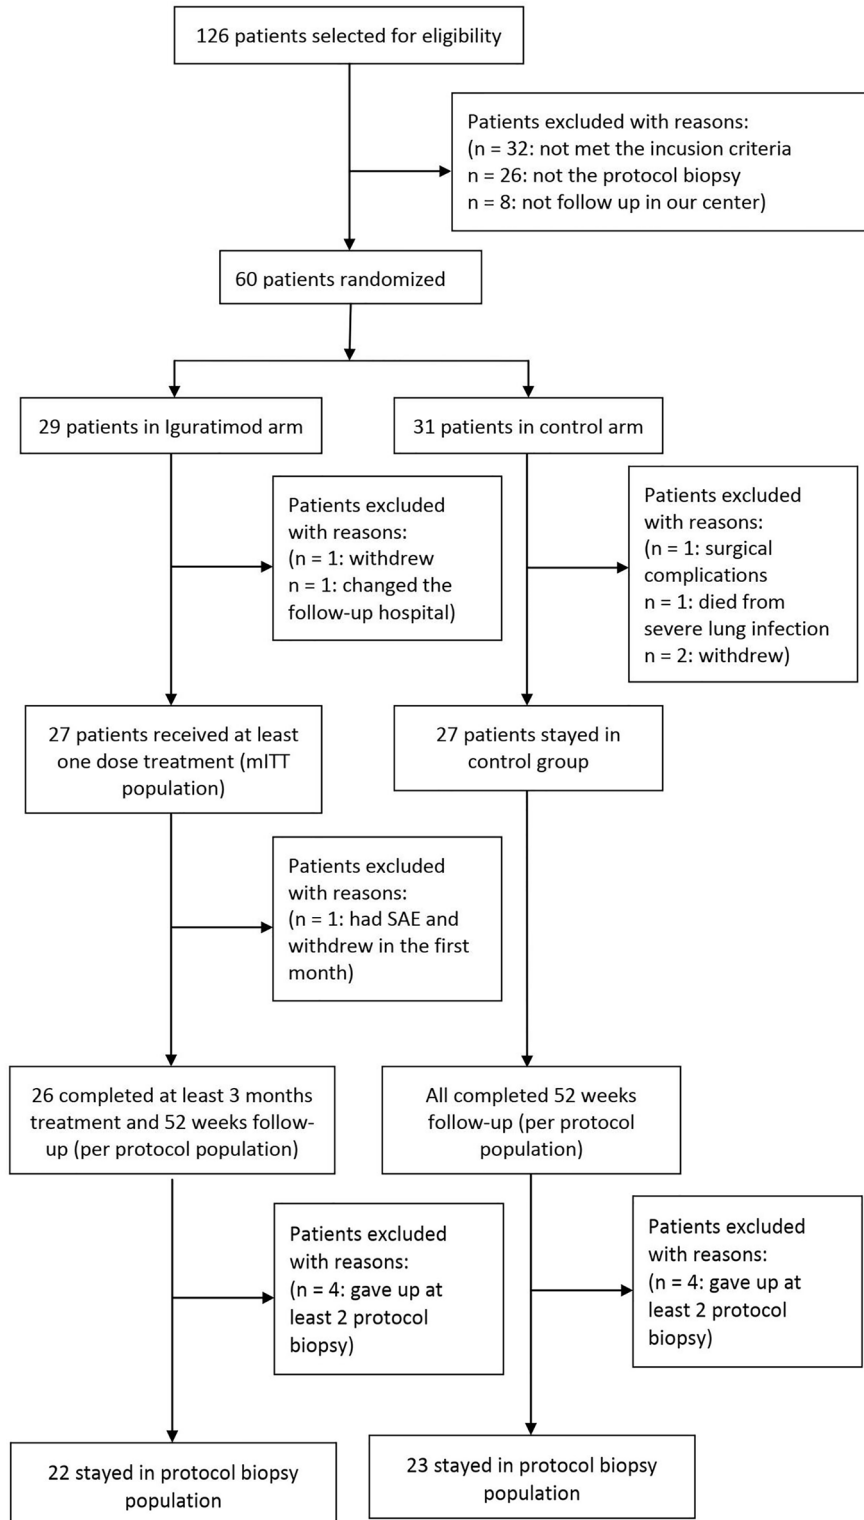 126 patients selected for eligibility
Patients excluded with reasons:
(n = 32: not met the incusion criteria
n = 26: not the protocol biopsy
n = 8: not follow up in our center)
60 patients randomized
29 patients in Iguratimod arm
31 patients in control arm
Patients excluded
with reasons:
(n = 1: withdrew
n = 1: changed the
follow-up hospital)
Patients excluded
with reasons:
(n = 1: surgical
complications
n = 1: died from
severe lung infection
n = 2: withdrew)
27 patients received at least
one dose treatment (mITT
population)
27 patients stayed in
control group
Patients excluded
with reasons:
(n = 1: had SAE and
withdrew in the first
month)
26 completed at least 3 months
treatment and 52 weeks follow-
up (per protocol population)
All completed 52 weeks
follow-up (per protocol
population)
Patients excluded
with reasons:
(n = 4: gave up at
least 2 protocol
biopsy)
Patients excluded
with reasons:
(n = 4: gave up at
least 2 protocol
biopsy)
22 stayed in protocol biopsy
population
23 stayed in protocol biopsy
population